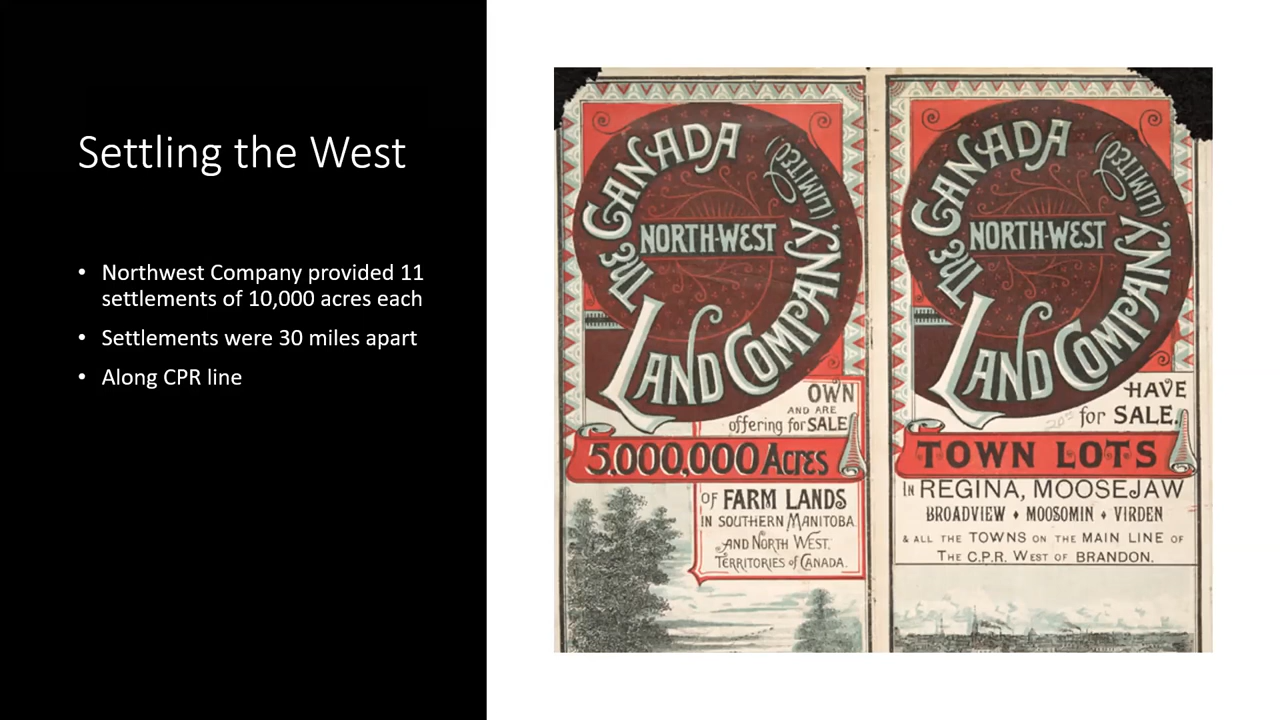 Settling the West
• Northwest Company provided 11
settlements of 10,000 acres each
• Settlements were 30 miles apart
• Along CPR line
THE CANADA
NORTH-WEST
LAND COMPANY,
(LIMITED)
OWN
AND ARE
offering for SALE
5,000,000 Acres
OF FARM LANDS
IN SOUTHERN MANITOBA
AND NORTH WEST.
TERRITORIES of CANADA.
THE CANADA
NORTH-WEST
LAND COMPANY,
(LIMITED)
HAVE
for SALE.
TOWN LOTS
IN REGINA, MOOSEJAW
BROADVIEW ♦ MOOSOMIN ♦ VIRDEN
& ALL THE TOWNS ON THE MAIN LINE OF
THE C.P.R. WEST OF BRANDON.